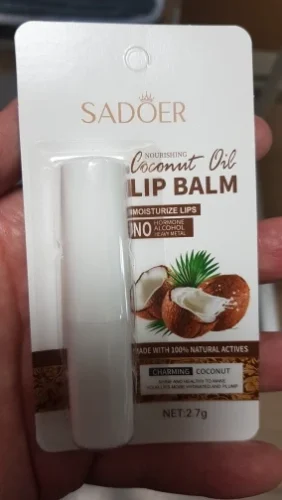 SADOER
NOURISHING
Coconut Oil
LIP BALM
MOISTURIZE LIPS
NO HORMONE
ALCOHOL
HEAVY METAL
MADE WITH 100% NATURAL ACTIVES
CHARMING COCONUT
NET:2.7g